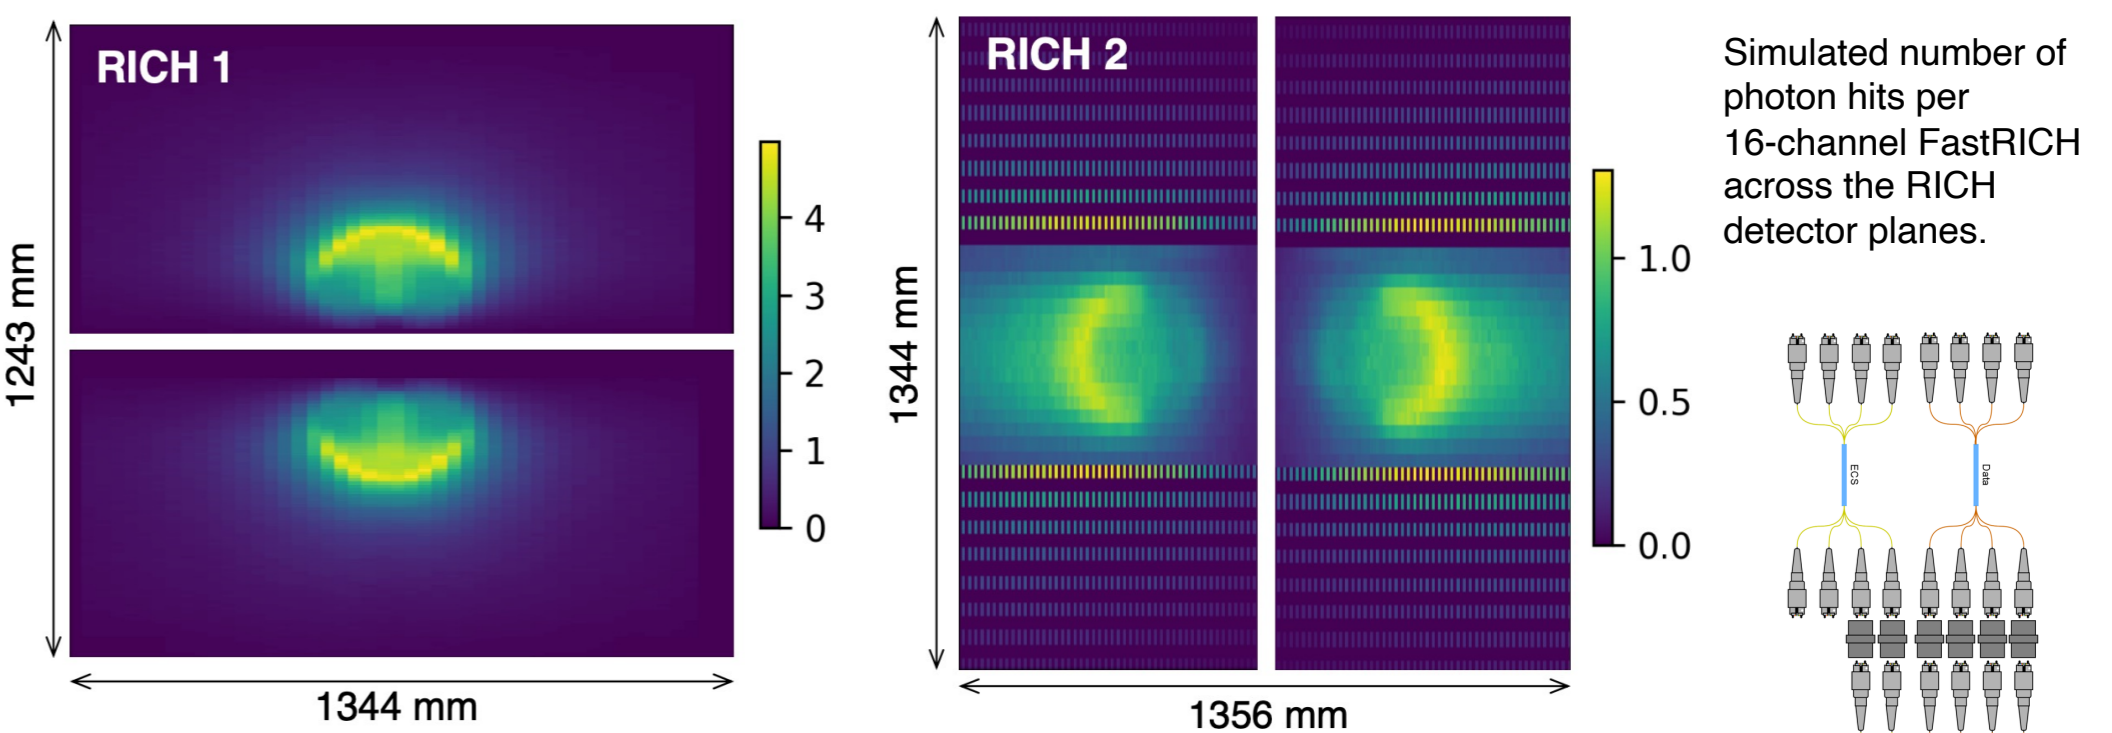 RICH 1
1243 mm
1344 mm
4
3
2
1
0
RICH 2
1344 mm
1356 mm
1.0
0.5
0.0
Simulated number of
photon hits per
16-channel FastRICH
across the RICH
detector planes.
ECS
Data